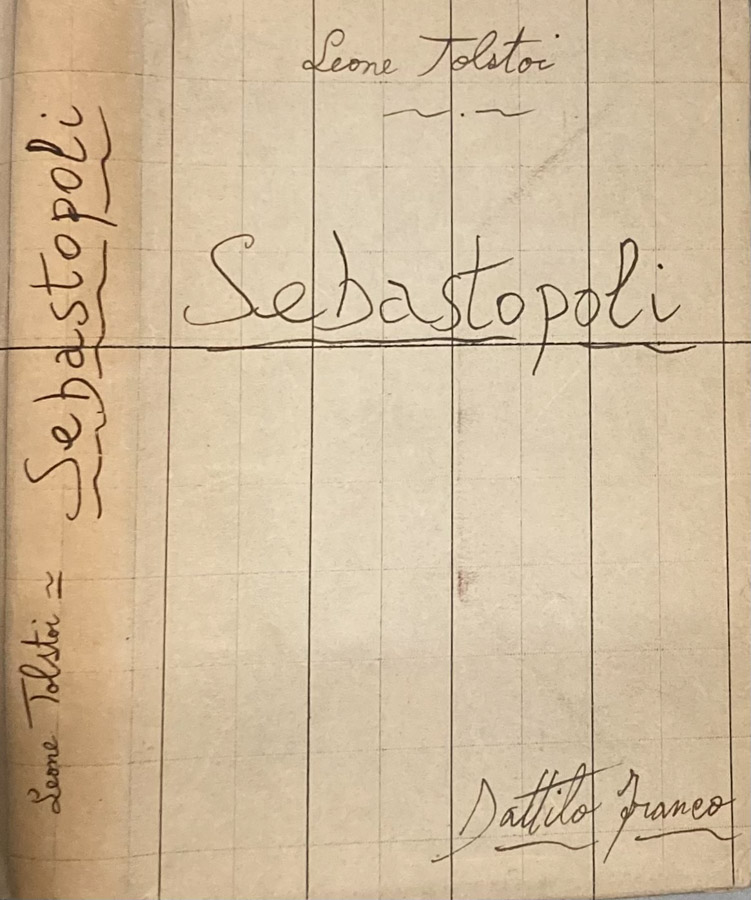 Leone Tolstoi
Sebastopoli
Dattilo Franco
Leone Tolstoi = Sebastopoli